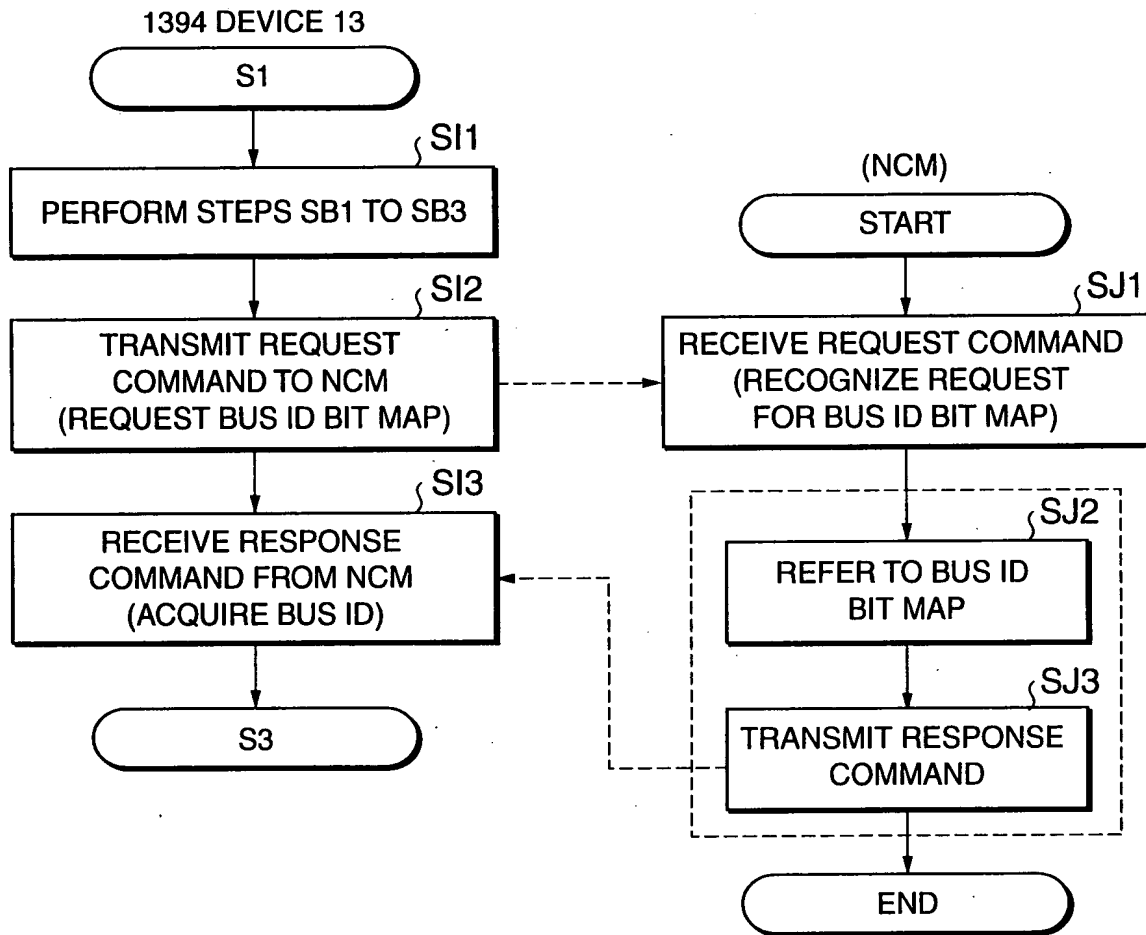 1394 DEVICE 13
S1
SI1
PERFORM STEPS SB1 TO SB3
SI2
TRANSMIT REQUEST
COMMAND TO NCM
(REQUEST BUS ID BIT MAP)
SI3
RECEIVE RESPONSE
COMMAND FROM NCM
(ACQUIRE BUS ID)
S3
(NCM)
START
SJ1
RECEIVE REQUEST COMMAND
(RECOGNIZE REQUEST
FOR BUS ID BIT MAP)
SJ2
REFER TO BUS ID
BIT MAP
SJ3
TRANSMIT RESPONSE
COMMAND
END